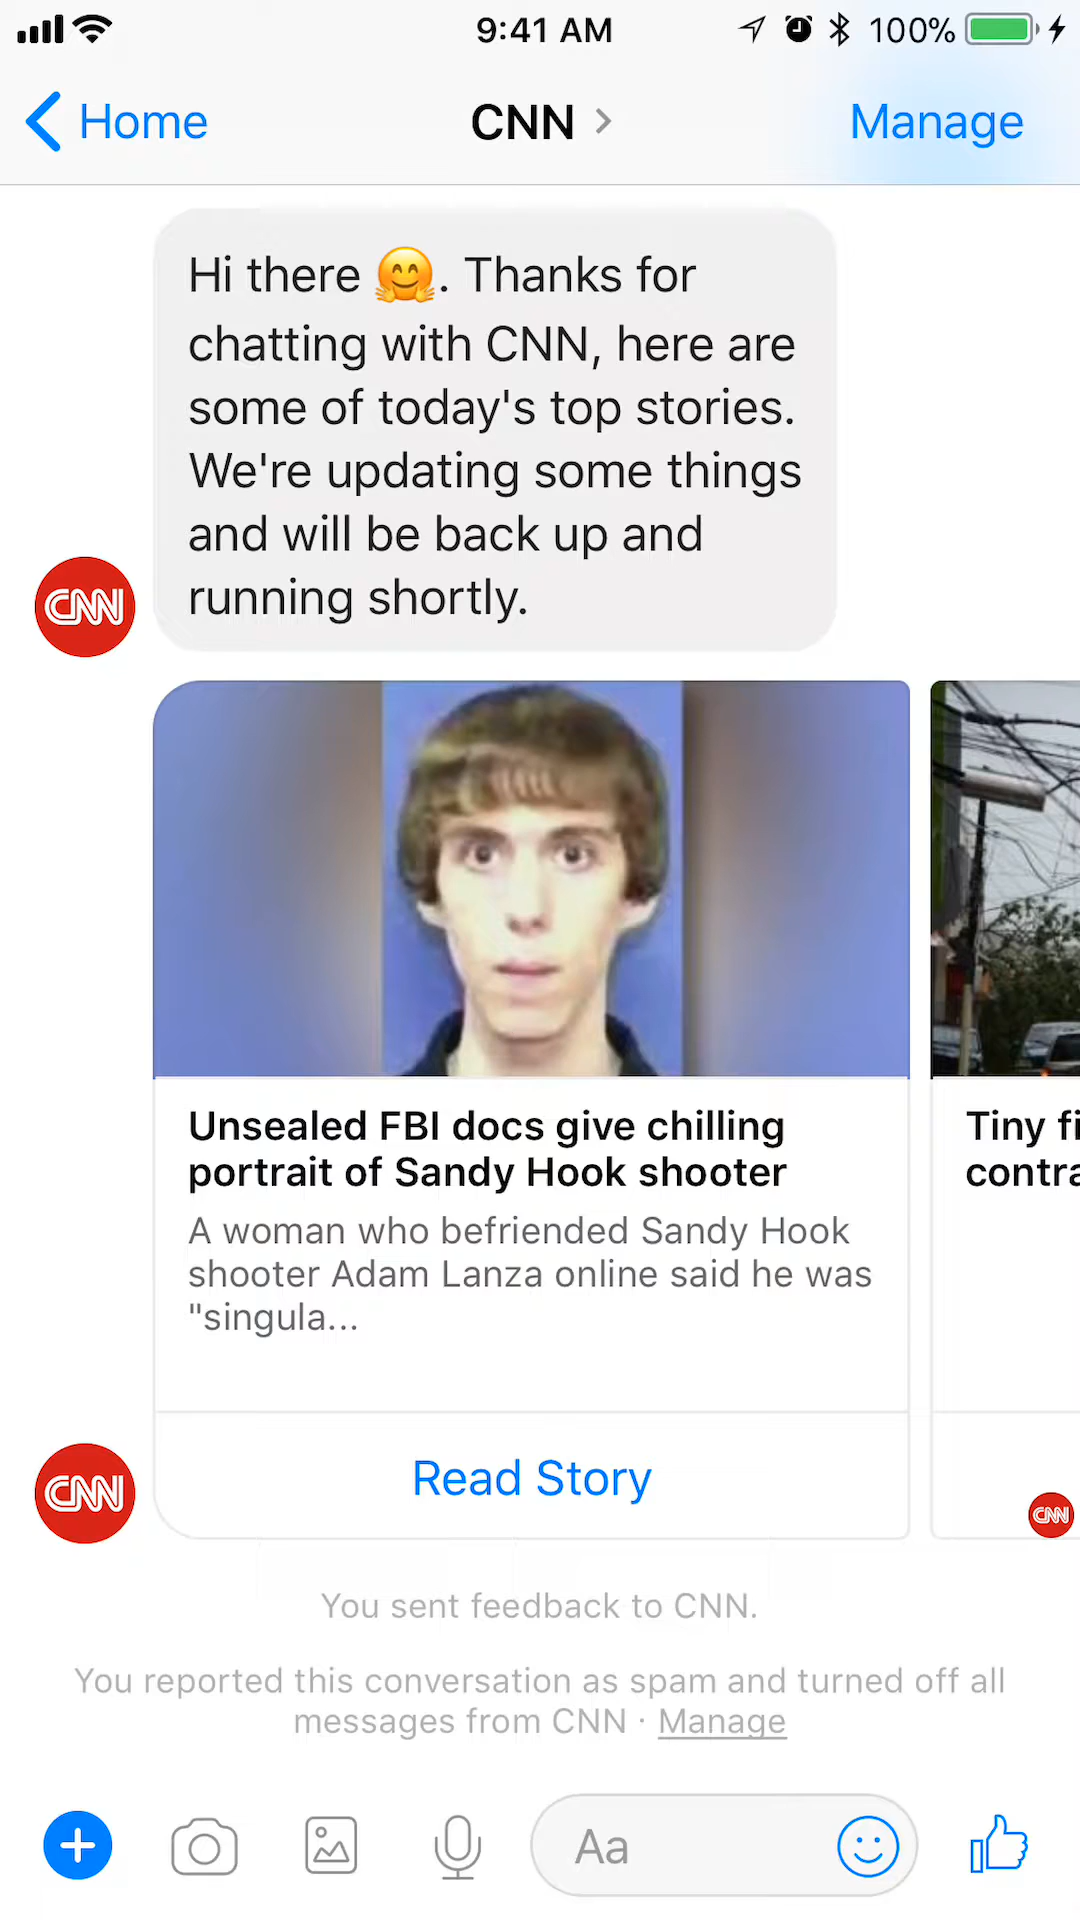 9:41 AM
100%
Home
CNN
Manage
Hi there 🤗. Thanks for
chatting with CNN, here are
some of today's top stories.
We're updating some things
and will be back up and
running shortly.
CNN
Unsealed FBI docs give chilling
portrait of Sandy Hook shooter
A woman who befriended Sandy Hook
shooter Adam Lanza online said he was
"singula...
Read Story
CNN
Tiny fi
contra
CNN
You sent feedback to CNN.
You reported this conversation as spam and turned off all
messages from CNN · Manage
Aa